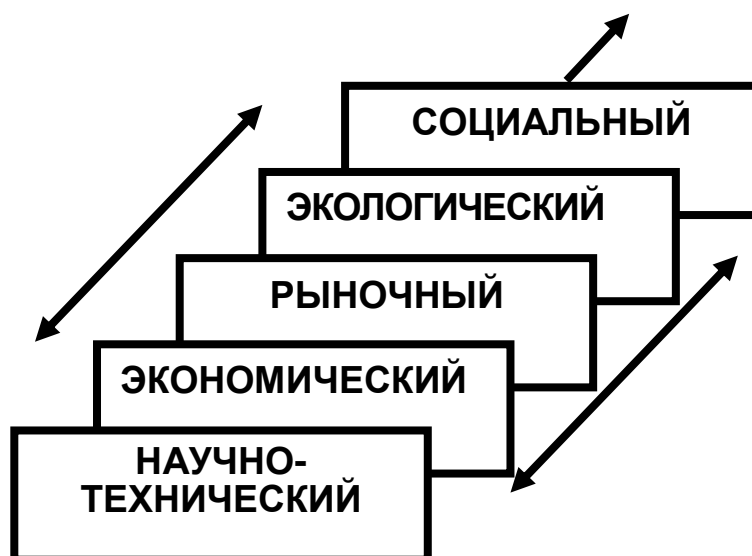 СОЦИАЛЬНЫЙ
ЭКОЛОГИЧЕСКИЙ
РЫНОЧНЫЙ
ЭКОНОМИЧЕСКИЙ
НАУЧНО-
ТЕХНИЧЕСКИЙ